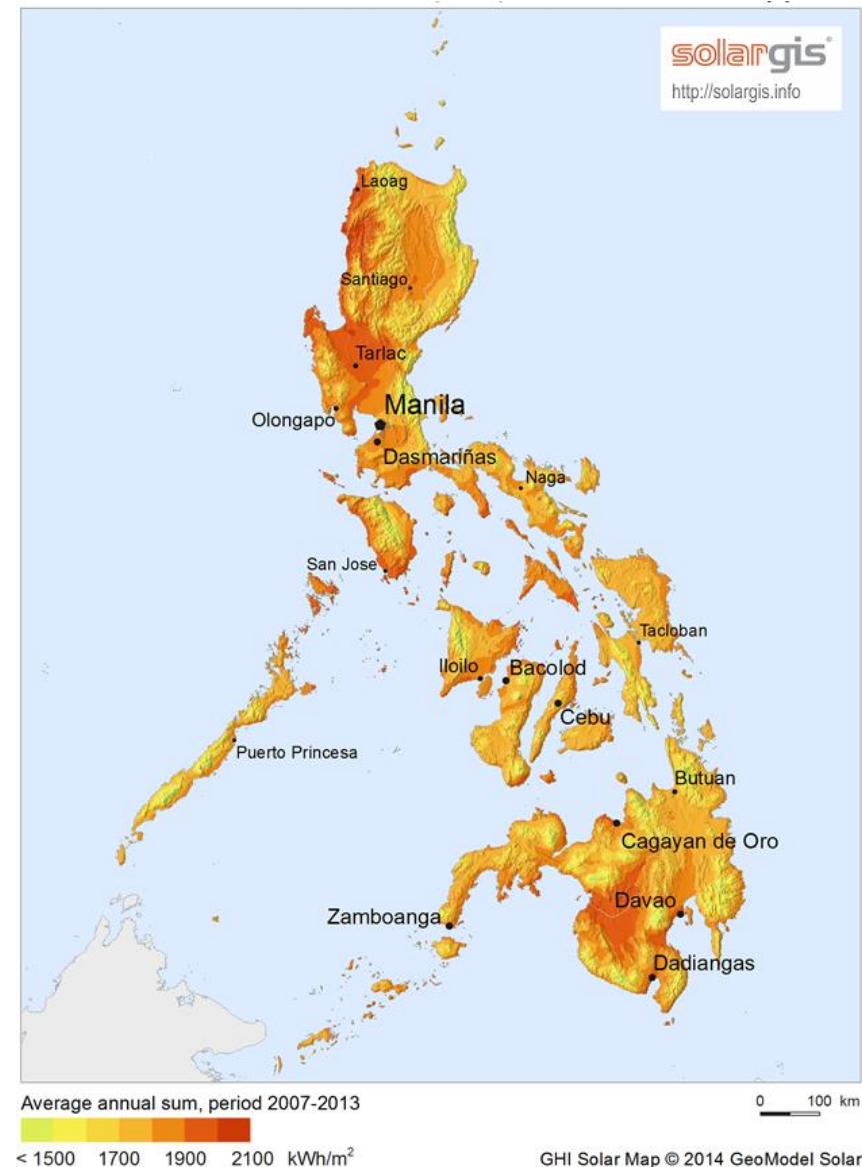 solargis
http://solargis.info
Laoag
Santiago
Tarlac
Manila
Olongapo
Dasmariñas
Naga
San Jose
Tacloban
Iloilo
Bacolod
Cebu
Puerto Princesa
Butuan
Cagayan de Oro
Davao
Zamboanga
Dadiangas
Average annual sum, period 2007-2013
0 100 km
< 1500 1700 1900 2100 kWh/m²
GHI Solar Map © 2014 GeoModel Solar